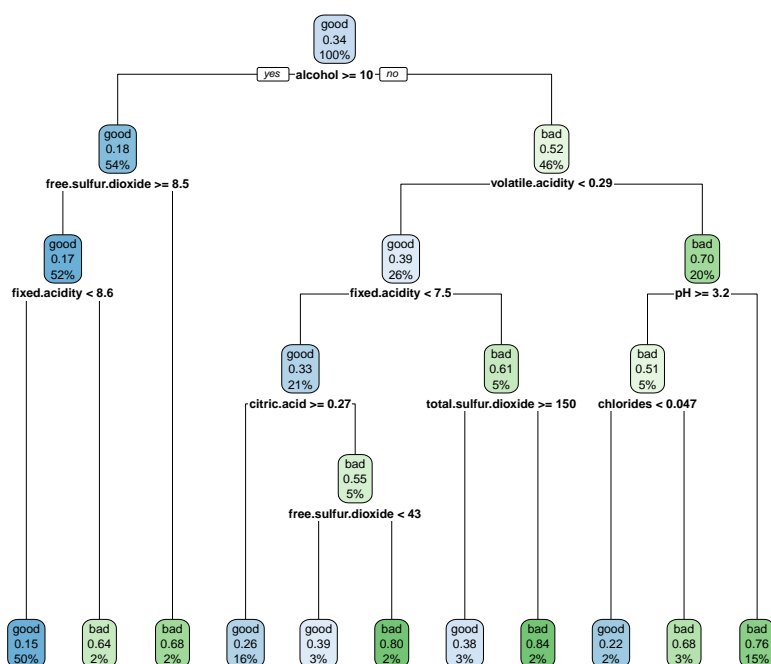 good
0.34
100%
yes alcohol >= 10 no
good
0.18
54%
free.sulfur.dioxide >= 8.5
bad
0.52
46%
volatile.acidity < 0.29
good
0.17
52%
fixed.acidity < 8.6
good
0.39
26%
fixed.acidity < 7.5
bad
0.70
20%
pH >= 3.2
good
0.33
21%
citric.acid >= 0.27
bad
0.61
5%
total.sulfur.dioxide >= 150
bad
0.51
5%
chlorides < 0.047
bad
0.55
5%
free.sulfur.dioxide < 43
good
0.15
50%
bad
0.64
2%
bad
0.68
2%
good
0.26
16%
good
0.39
3%
bad
0.80
2%
good
0.38
3%
bad
0.84
2%
good
0.22
2%
bad
0.68
3%
bad
0.76
15%